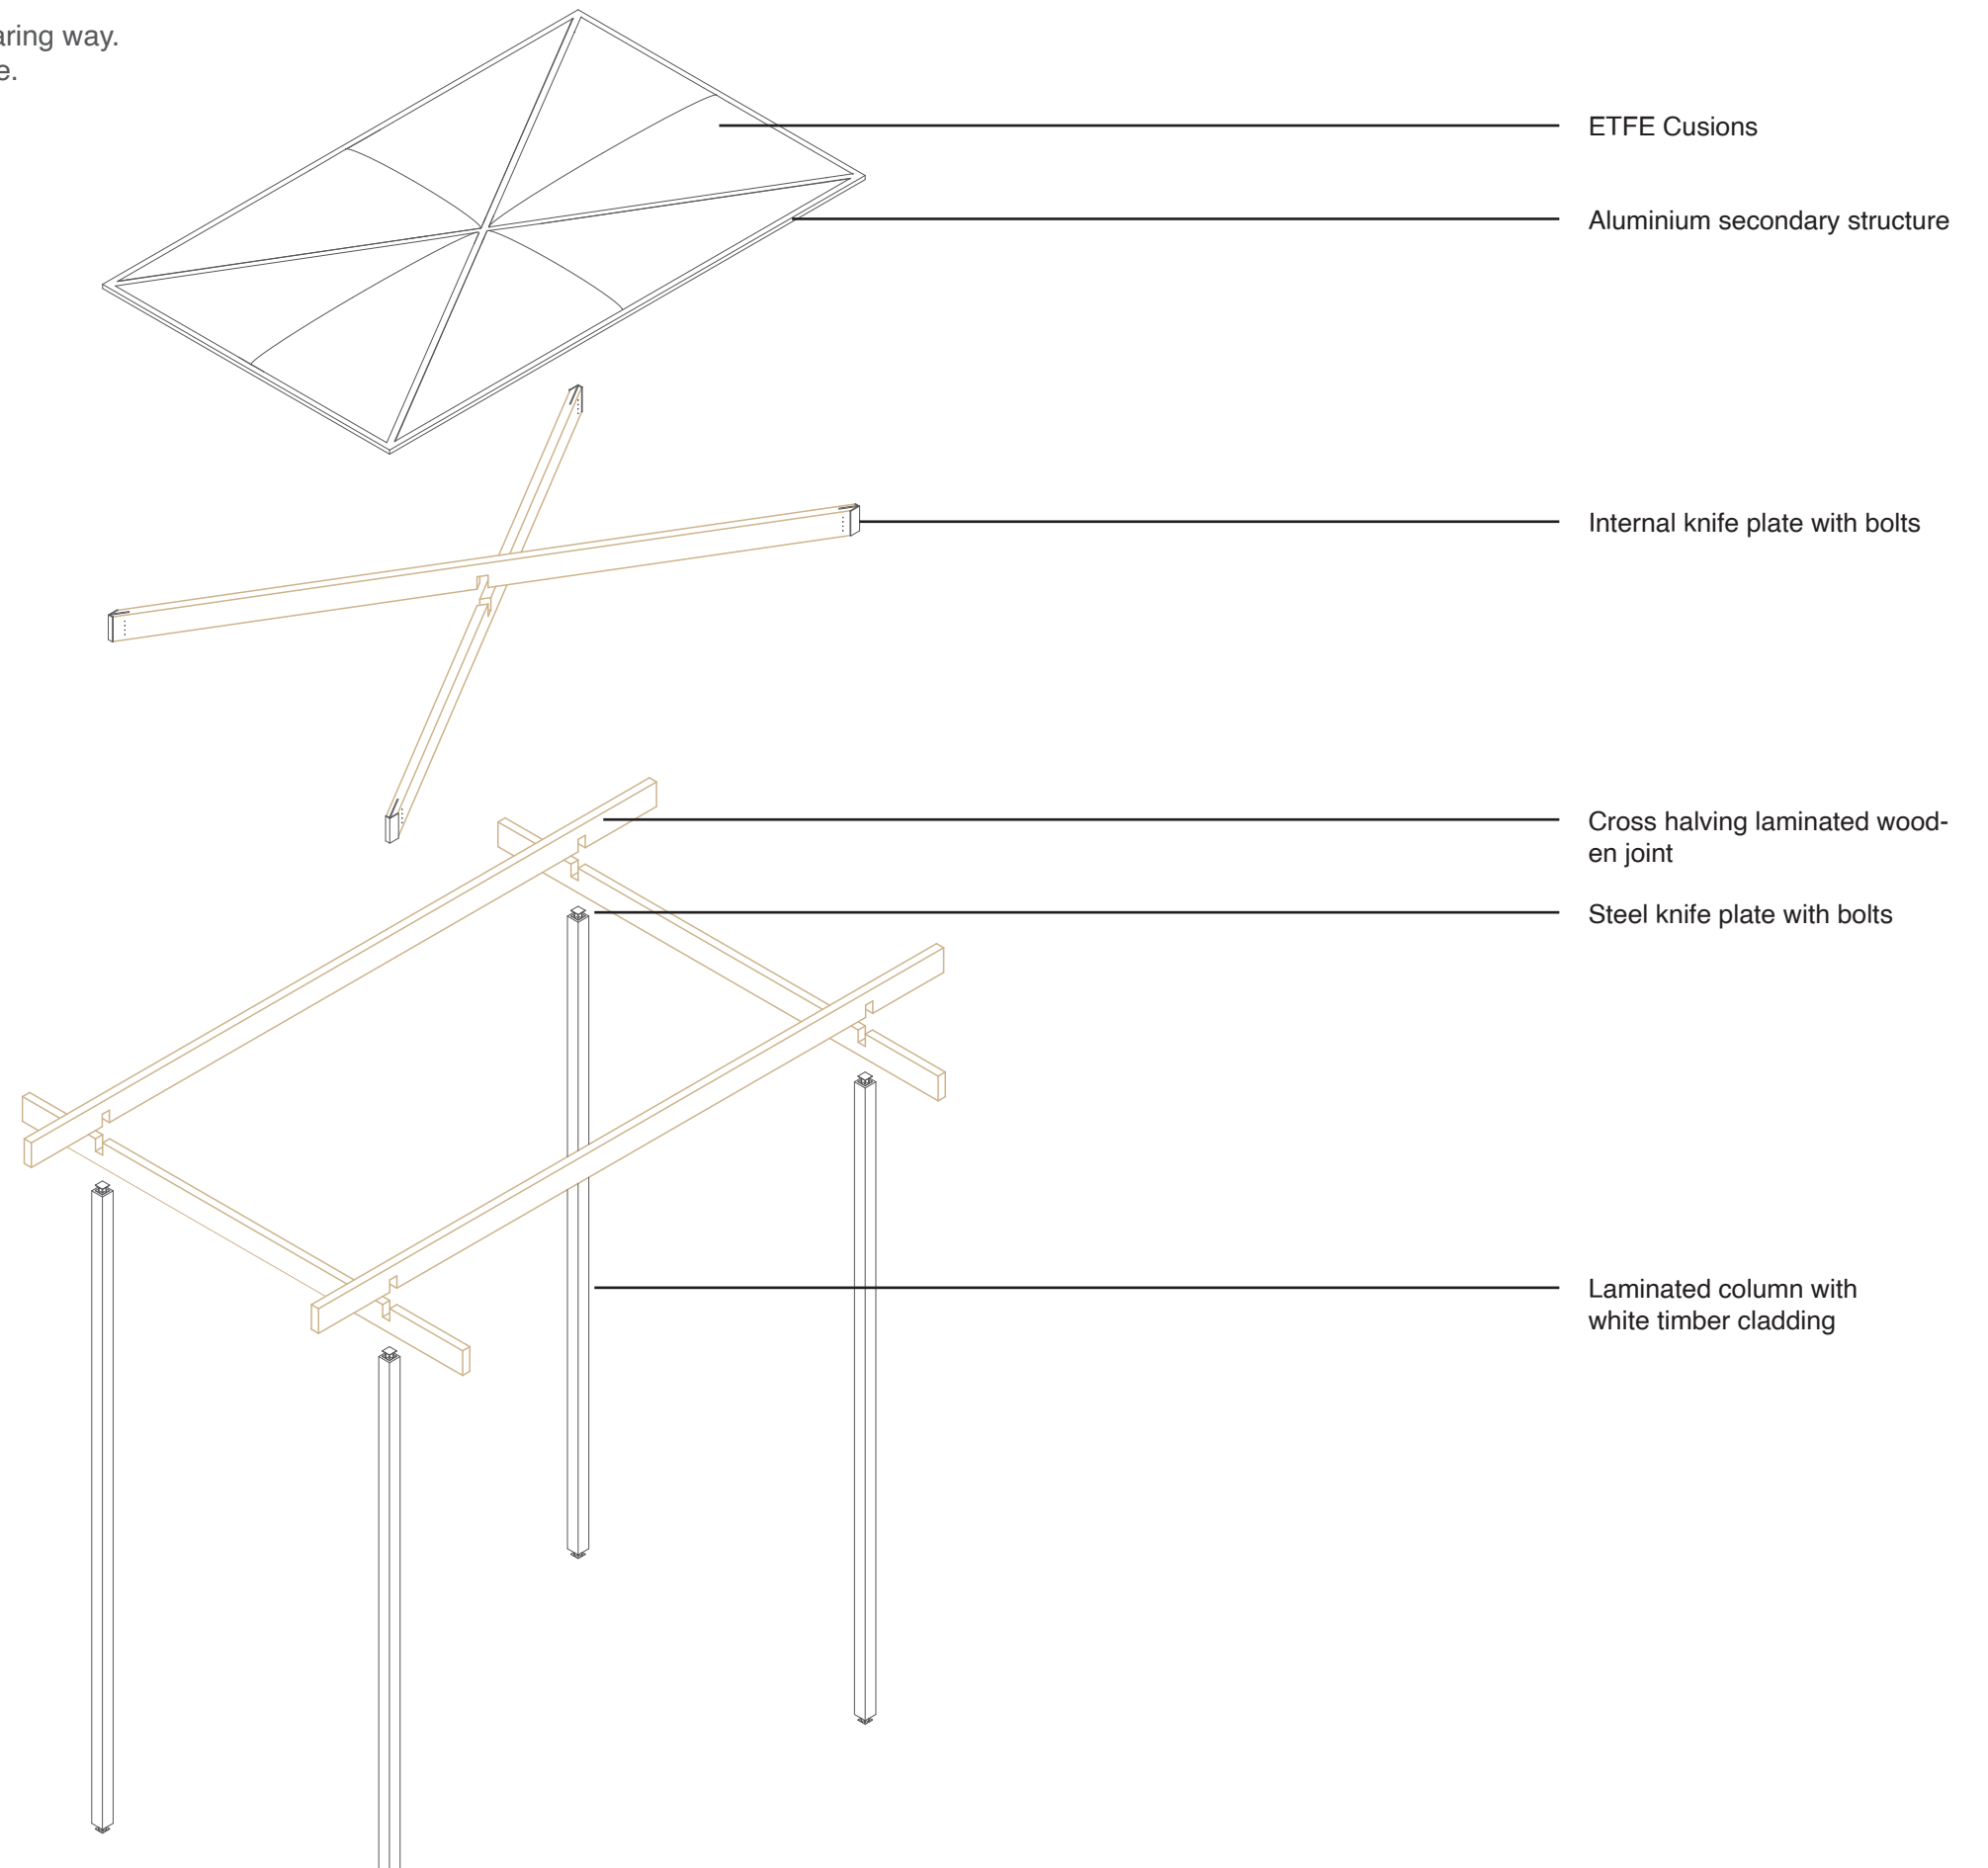 aring way.
e.
ETFE Cusions
Aluminium secondary structure
Internal knife plate with bolts
Cross halving laminated wood-
en joint
Steel knife plate with bolts
Laminated column with
white timber cladding